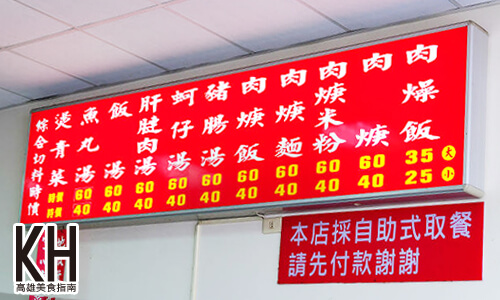 肉燥飯 35大 25小
肉焿 60 40
肉焿米粉 60 40
肉焿麵 60 40
肉焿飯 60 40
豬腸湯 60 40
蚵仔湯 60 40
肝腱肉湯 60 40
飯湯 60 40
魚丸湯 60 40
燙青菜 時價 時價
綜合切料時價
本店採自助式取餐
請先付款謝謝
KH
高雄美食指南